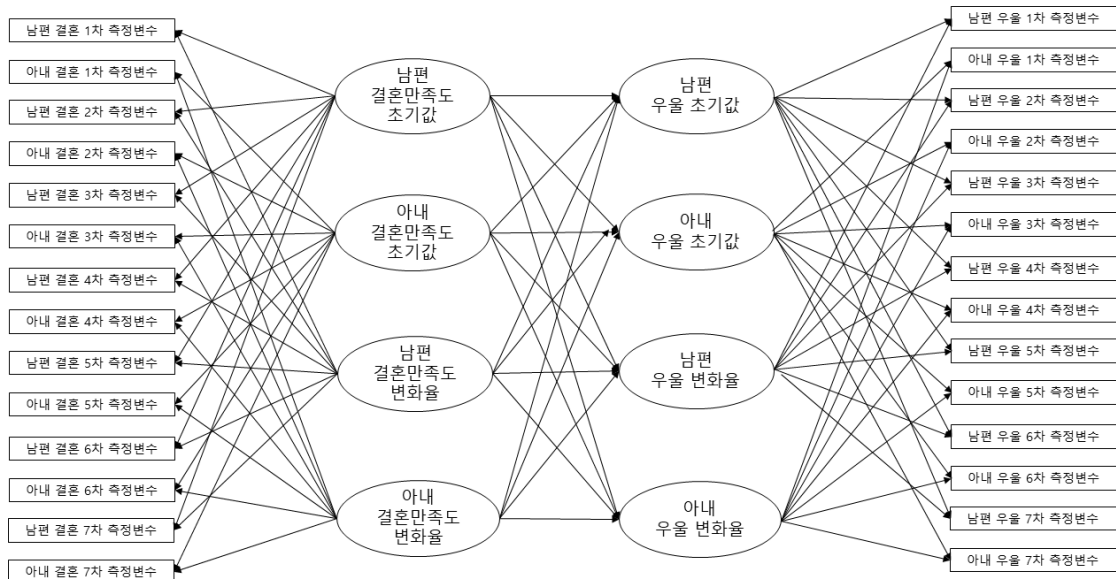 남편 결혼 1차 측정변수
아내 결혼 1차 측정변수
남편 결혼 2차 측정변수
아내 결혼 2차 측정변수
남편 결혼 3차 측정변수
아내 결혼 3차 측정변수
남편 결혼 4차 측정변수
아내 결혼 4차 측정변수
남편 결혼 5차 측정변수
아내 결혼 5차 측정변수
남편 결혼 6차 측정변수
아내 결혼 6차 측정변수
남편 결혼 7차 측정변수
아내 결혼 7차 측정변수
남편
결혼만족도
초기값
아내
결혼만족도
초기값
남편
결혼만족도
변화율
아내
결혼만족도
변화율
남편
우울 초기값
아내
우울 초기값
남편
우울 변화율
아내
우울 변화율
남편 우울 1차 측정변수
아내 우울 1차 측정변수
남편 우울 2차 측정변수
아내 우울 2차 측정변수
남편 우울 3차 측정변수
아내 우울 3차 측정변수
남편 우울 4차 측정변수
아내 우울 4차 측정변수
남편 우울 5차 측정변수
아내 우울 5차 측정변수
남편 우울 6차 측정변수
아내 우울 6차 측정변수
남편 우울 7차 측정변수
아내 우울 7차 측정변수